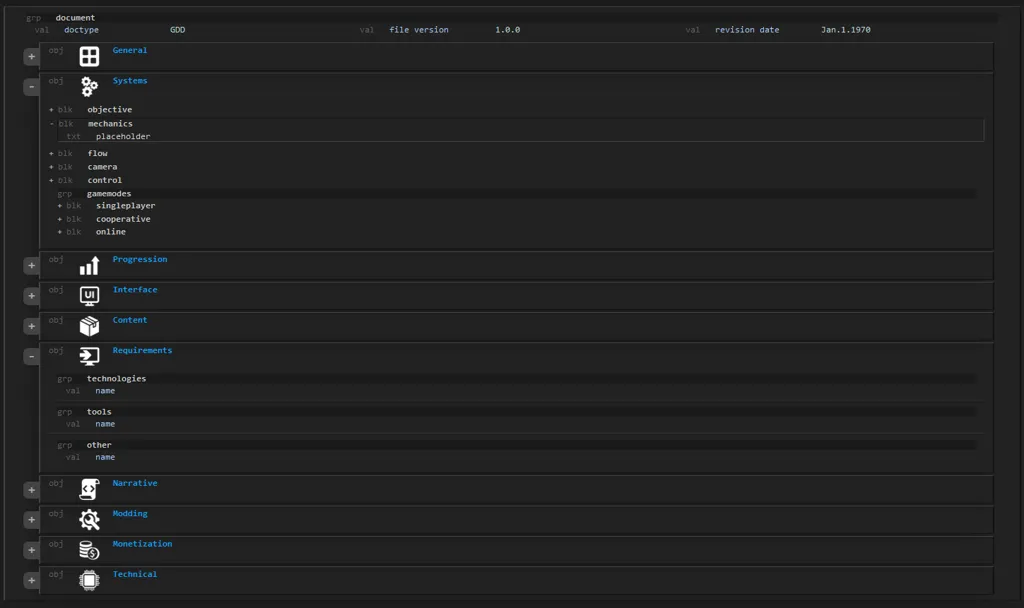 grp document
val doctype GDD val file version 1.0.0 val revision date Jan.1.1970
+ obj General
- obj Systems
+ blk objective
- blk mechanics
txt placeholder
+ blk flow
+ blk camera
+ blk control
grp gamemodes
+ blk singleplayer
+ blk cooperative
+ blk online
+ obj Progression
+ obj UI Interface
+ obj Content
- obj Requirements
grp technologies
val name
grp tools
val name
grp other
val name
+ obj Narrative
+ obj Modding
+ obj $ Monetization
+ obj Technical